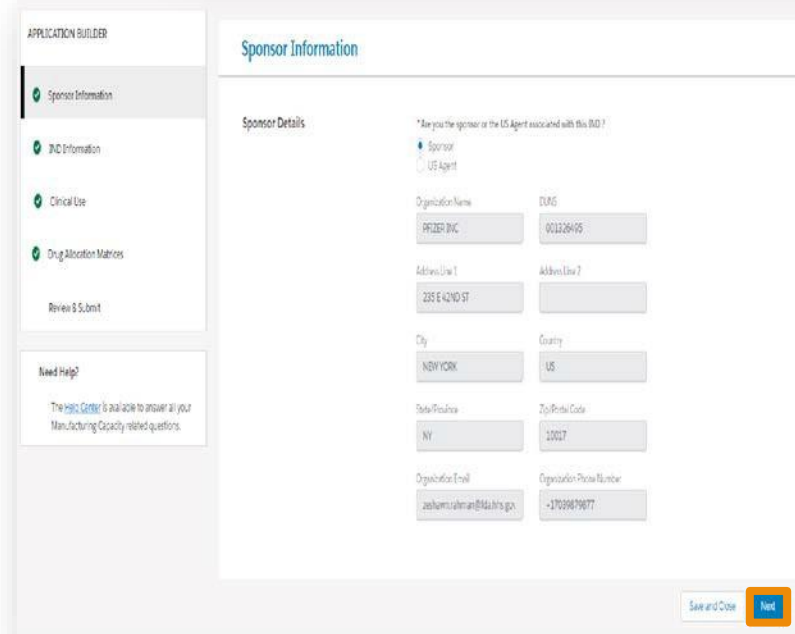 APPLICATION BUILDER
Sponsor Information
IND Information
Clinical Use
Drug Allocation Matrices
Review & Submit
Need Help?
The Help Center is available to answer all your
Manufacturing Capacity related questions.
Sponsor Information
Sponsor Details
* Are you the sponsor or the US Agent associated with this IND ?
Sponsor
US Agent
Organization Name DUNS
PFIZER INC 001326495
Address Line 1 Address Line 2
235 E 42ND ST
City Country
NEW YORK US
State/Province Zip/Postal Code
NY 10017
Organization Email Organization Phone Number
+17039879877
Save and Close Next